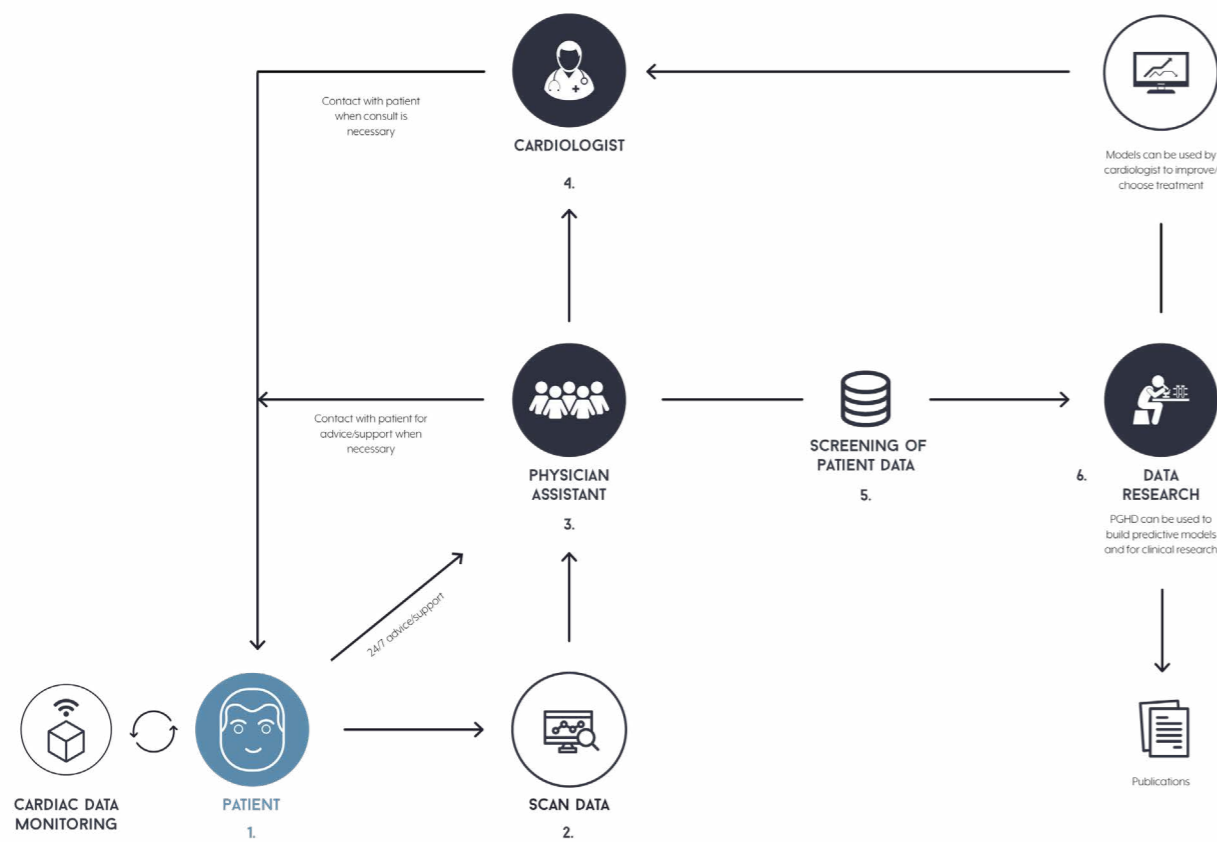 Contact with patient
when consult is
necessary
CARDIOLOGIST
4.
Models can be used by
cardiologist to improve/
choose treatment
Contact with patient for
advice/support when
necessary
PHYSICIAN
ASSISTANT
3.
SCREENING OF
PATIENT DATA
5.
6.
DATA
RESEARCH
PGHD can be used to
build predictive models
and for clinical research
24/7 advice/support
CARDIAC DATA
MONITORING
PATIENT
1.
SCAN DATA
2.
Publications